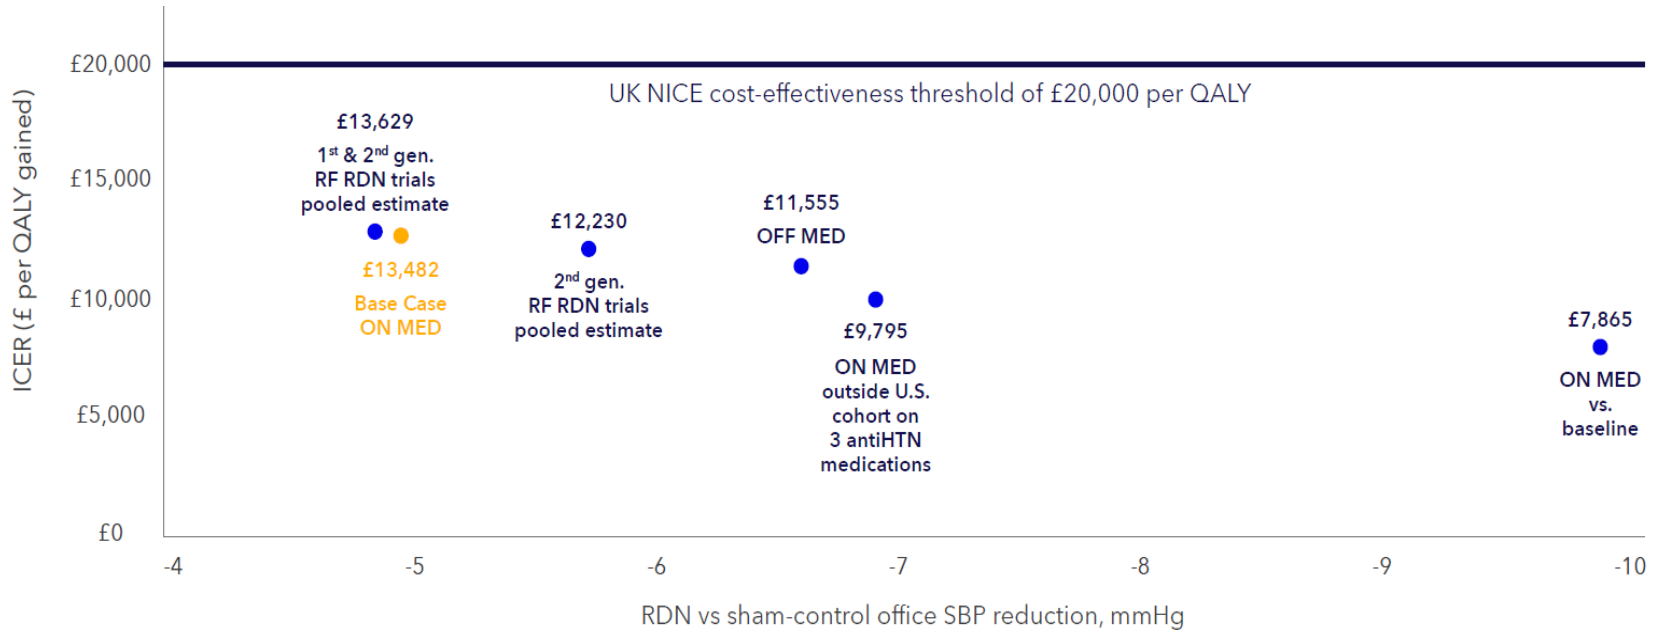 ICER (£ per QALY gained)
£20,000
£15,000
£10,000
£5,000
£0
UK NICE cost-effectiveness threshold of £20,000 per QALY
£13,629
1st & 2nd gen.
RF RDN trials
pooled estimate
£13,482
Base Case
ON MED
£12,230
2nd gen.
RF RDN trials
pooled estimate
£11,555
OFF MED
£9,795
ON MED
outside U.S.
cohort on
3 antiHTN
medications
£7,865
ON MED
vs.
baseline
-4
-5
-6
-7
-8
-9
-10
RDN vs sham-control office SBP reduction, mmHg